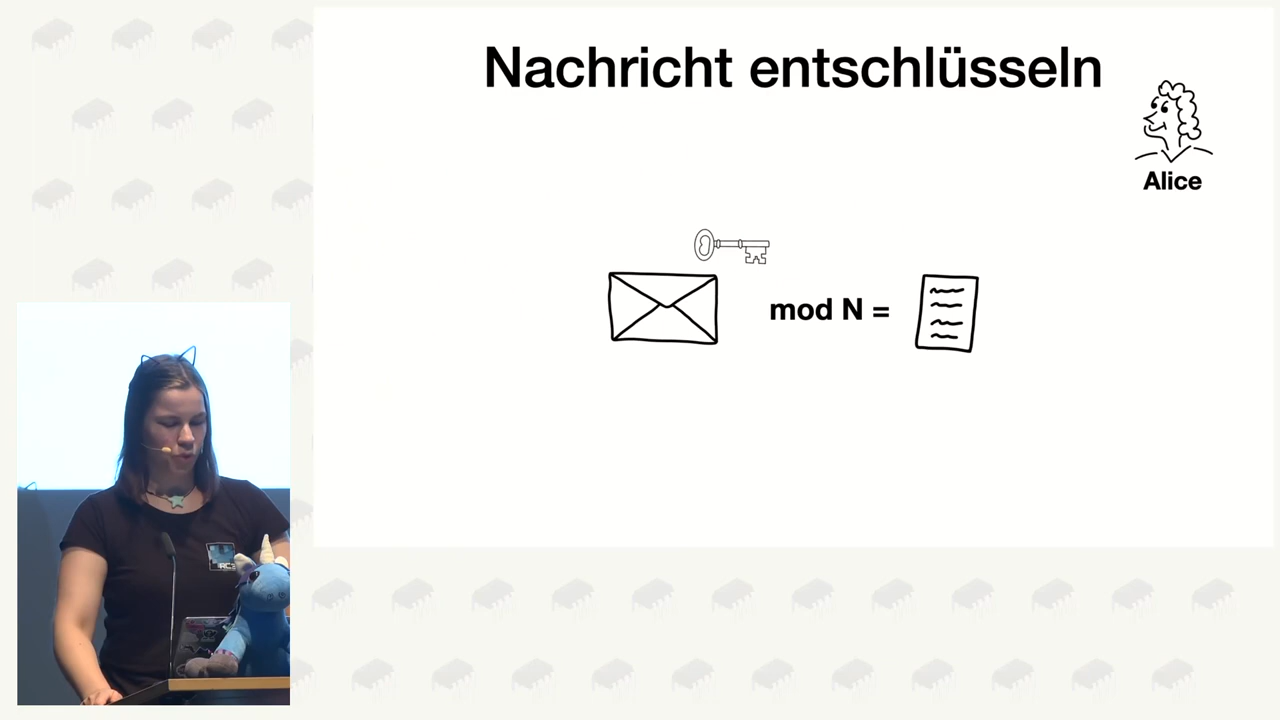 Nachricht entschlüsseln
Alice
mod N =